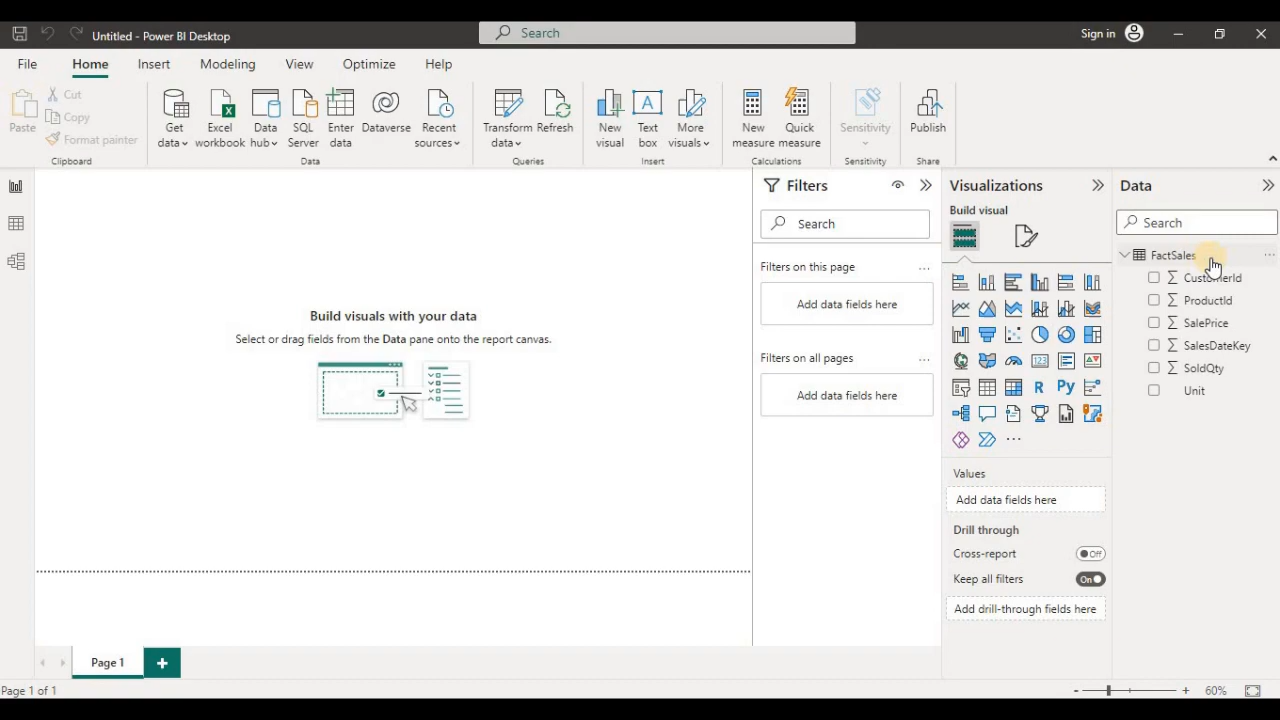 Untitled - Power BI Desktop
Search
Sign in
File
Home
Insert
Modeling
View
Optimize
Help
Paste
Cut
Copy
Format painter
Clipboard
Get data
Excel workbook
Data hub
SQL Server
Enter data
Dataverse
Recent sources
Data
Transform data
Refresh
Queries
New visual
Text box
More visuals
Insert
New measure
Quick measure
Calculations
Sensitivity
Sensitivity
Publish
Share
Build visuals with your data
Select or drag fields from the Data pane onto the report canvas.
Filters
Search
Filters on this page
Add data fields here
Filters on all pages
Add data fields here
Visualizations
Build visual
123
R
Py
Values
Add data fields here
Drill through
Cross-report
Off
Keep all filters
On
Add drill-through fields here
Data
Search
FactSales
CustomerId
ProductId
SalePrice
SalesDateKey
SoldQty
Unit
Page 1
Page 1 of 1
60%